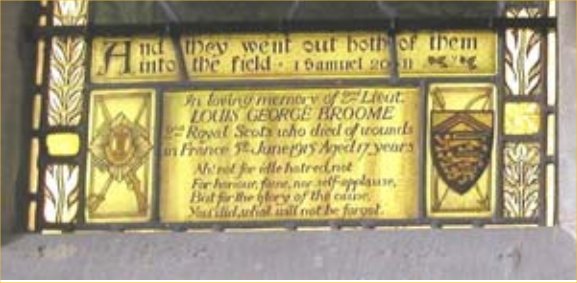 And they went out both of them
into the field · 1 Samuel 20·11
In loving memory of 2nd Lieut.
LOUIS GEORGE BROOME
2nd Royal Scots who died of wounds
in France 5th June 1915 Aged 17 years
Ah! not for idle hatred, not
For honour, fame, nor self-applause,
But for the glory of the cause,
You did, what will not be forgot.